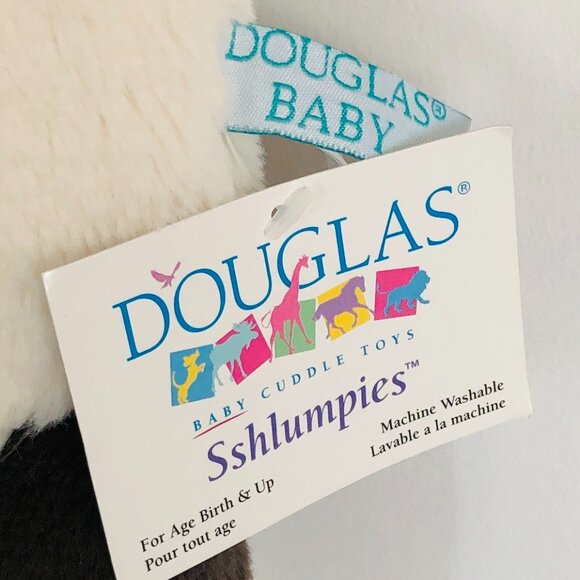 DOUGLAS®
BABY
DOUGLAS®
BABY CUDDLE TOYS
Sshlumpies™
For Age Birth & Up
Pour tout age
Machine Washable
Lavable a la machine